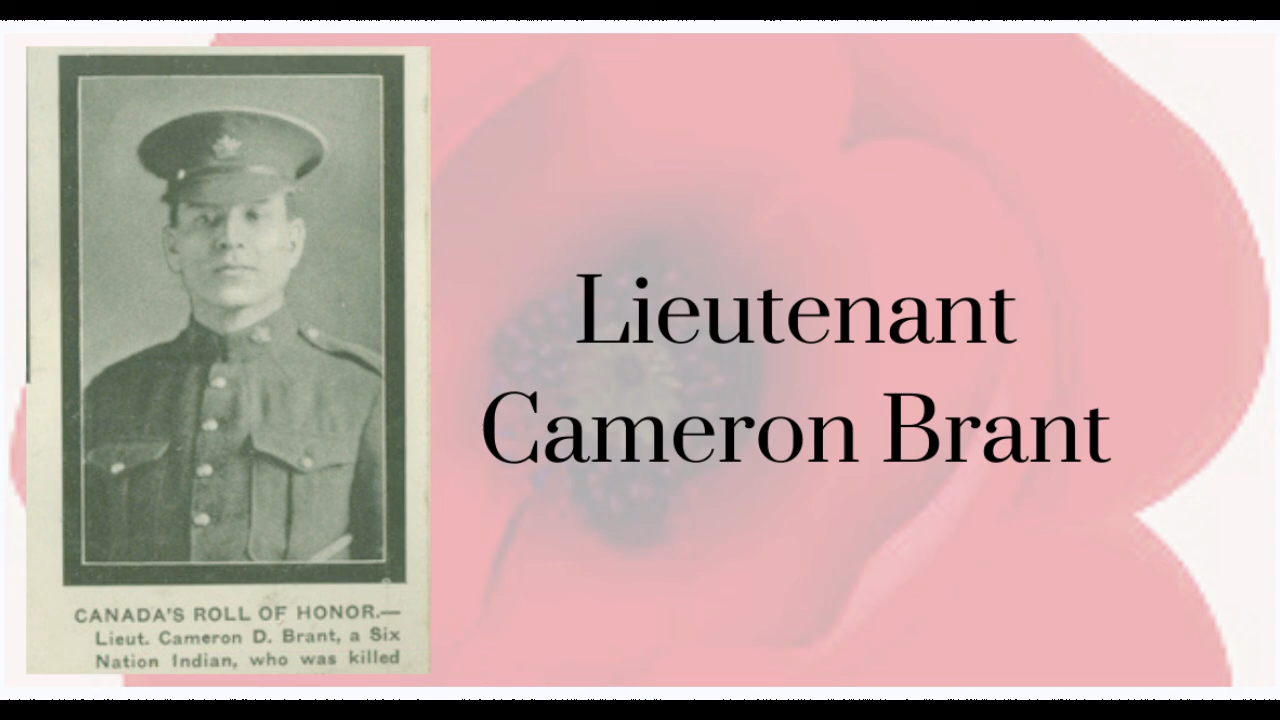 Lieutenant
Cameron Brant
CANADA'S ROLL OF HONOR.—
Lieut. Cameron D. Brant, a Six
Nation Indian, who was killed